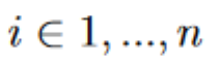 i ∈ 1, ..., n